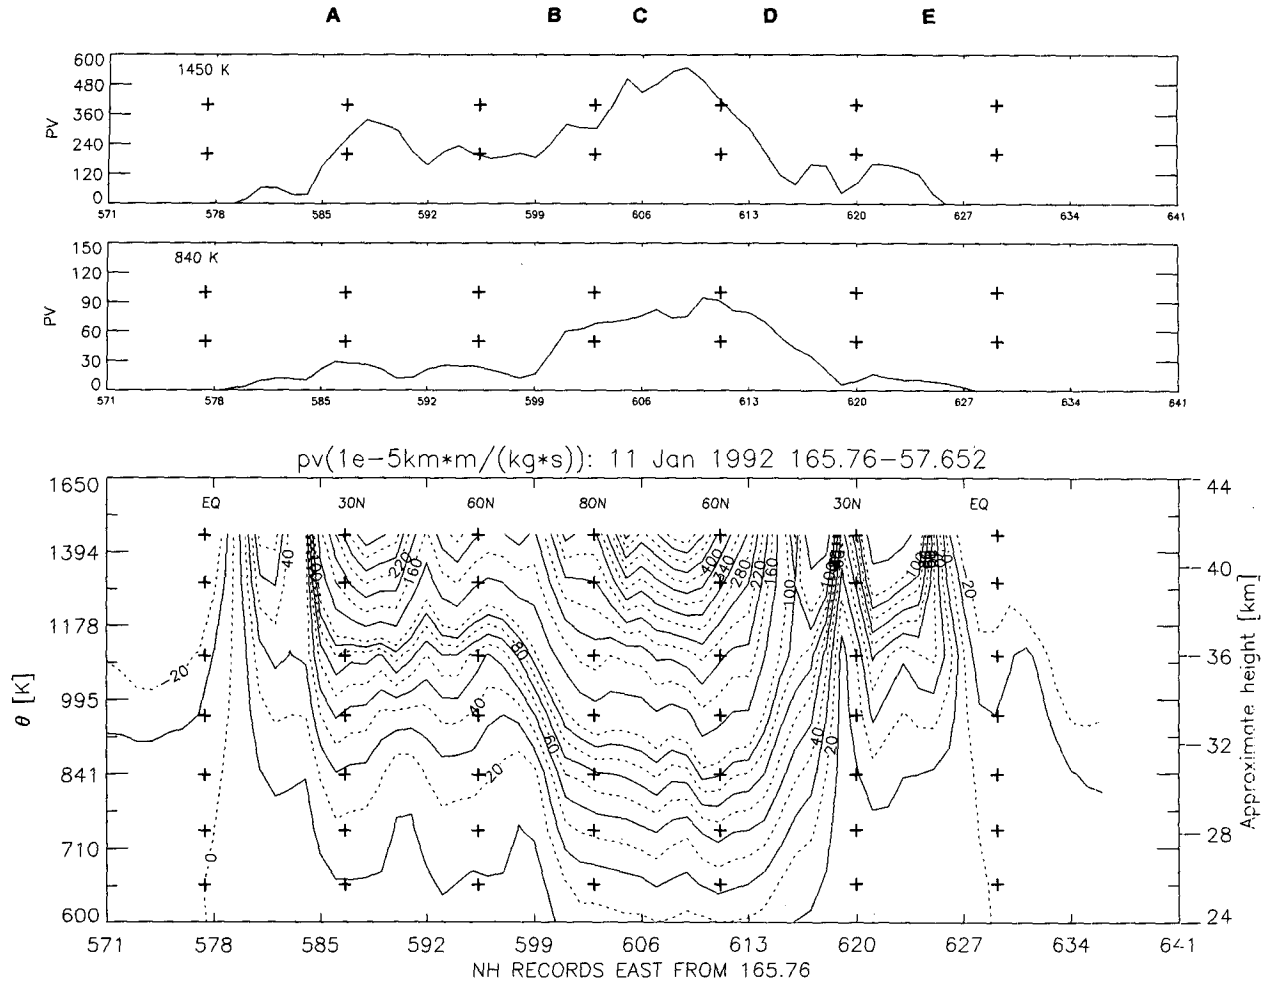 A B C D E
1450 K
600
480
360
240
120
0
PV
571 578 585 592 599 606 613 620 627 634 641
840 K
150
120
90
60
30
0
PV
571 578 585 592 599 606 613 620 627 634 641
pv(1e-5km*m/(kg*s)): 11 Jan 1992 165.76-57.652
EQ 30N 60N 80N 60N 30N EQ
1650
1394
1178
995
841
710
600
θ [K]
44
40
36
32
28
24
Approximate height [km]
40 220 160 400 340 280 220 160 100 100 20
-20 80
40 60 40 20
20
0
571 578 585 592 599 606 613 620 627 634 641
NH RECORDS EAST FROM 165.76